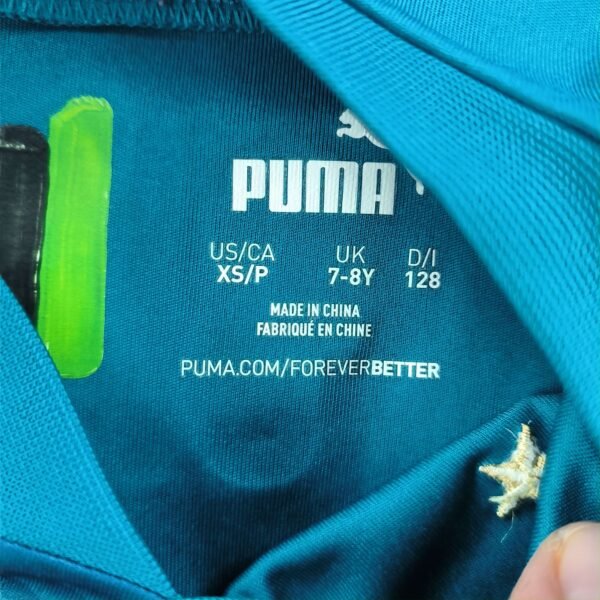 PUMA
US/CA UK D/I
XS/P 7-8Y 128
MADE IN CHINA
FABRIQUÉ EN CHINE
PUMA.COM/FOREVERBETTER